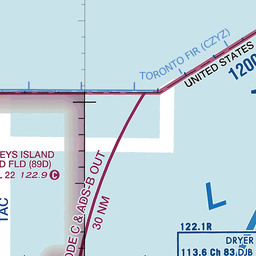 TORONTO FIR (CZYZ)
UNITED STATES
1200
EYS ISLAND
D FLD (89D)
L 22 122.9 C
ODE C & ADS-B OUT
30 NM
TAC
L
122.1R
DRYER
113.6 Ch 83 DJB